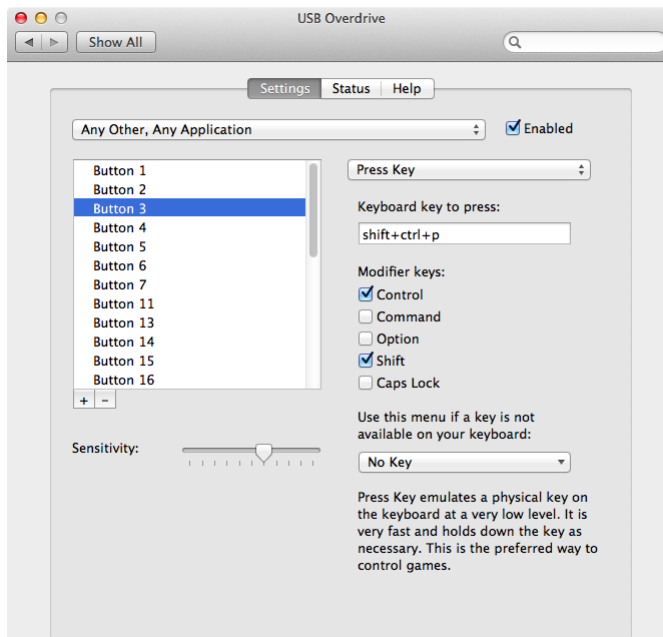 USB Overdrive
Show All
Settings Status Help
Any Other, Any Application
Enabled
Button 1
Button 2
Button 3
Button 4
Button 5
Button 6
Button 7
Button 11
Button 13
Button 14
Button 15
Button 16
+ -
Sensitivity:
Press Key
Keyboard key to press:
shift+ctrl+p
Modifier keys:
Control
Command
Option
Shift
Caps Lock
Use this menu if a key is not
available on your keyboard:
No Key
Press Key emulates a physical key on
the keyboard at a very low level. It is
very fast and holds down the key as
necessary. This is the preferred way to
control games.